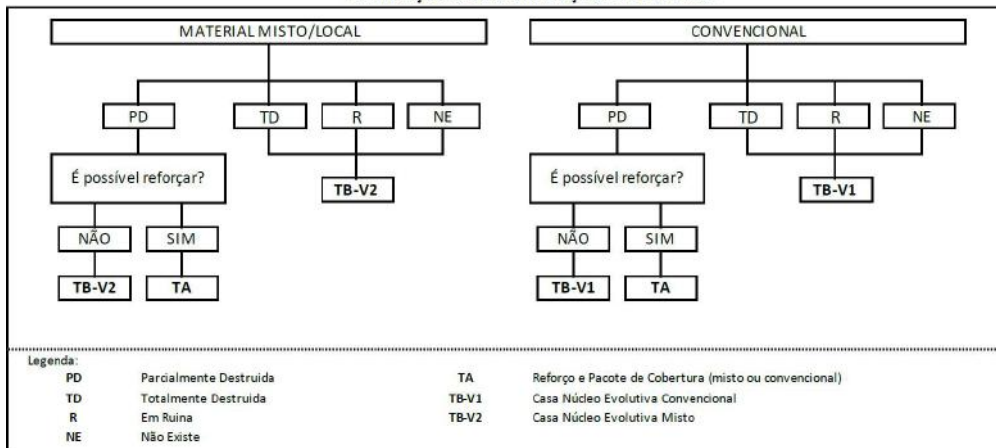 MATERIAL MISTO/LOCAL
CONVENCIONAL
PD
TD
R
NE
PD
TD
R
NE
É possível reforçar?
TB-V2
É possível reforçar?
TB-V1
NÃO
SIM
NÃO
SIM
TB-V2
TA
TB-V1
TA
Legenda:
PD Parcialmente Destruida TA Reforço e Pacote de Cobertura (misto ou convencional)
TD Totalmente Destruida TB-V1 Casa Núcleo Evolutiva Convencional
R Em Ruina TB-V2 Casa Núcleo Evolutiva Misto
NE Não Existe